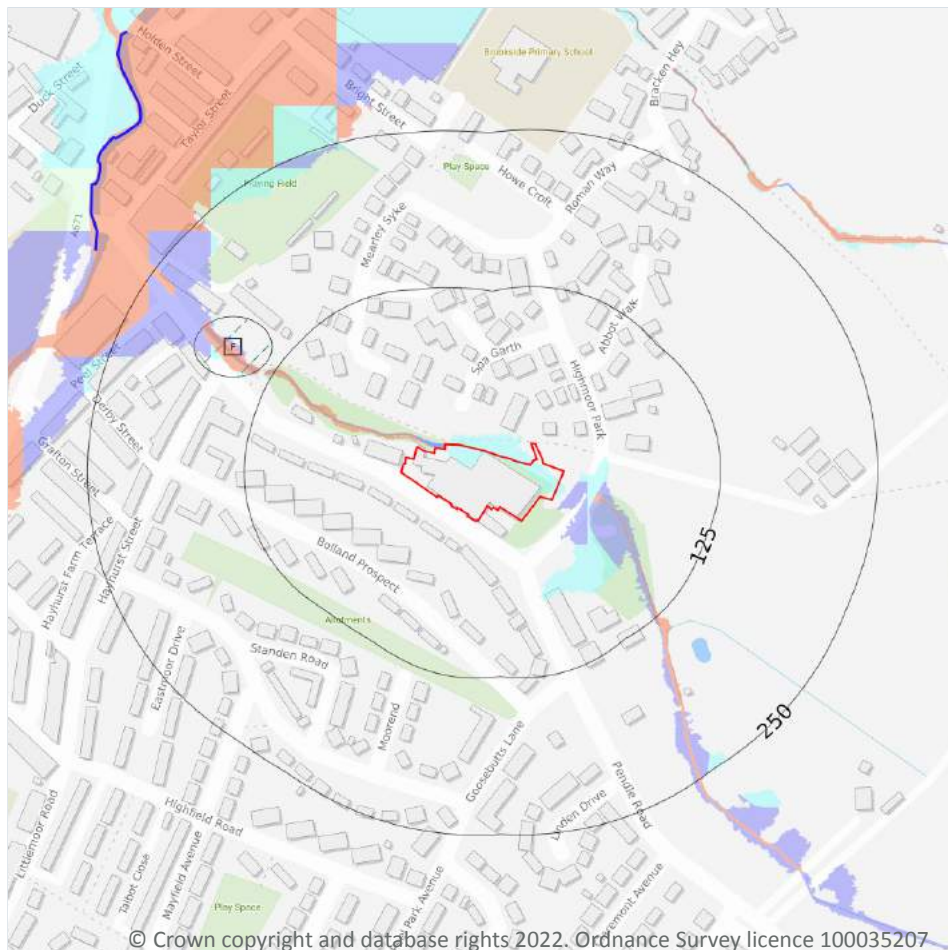 Holden Street
Duck Street
Taylor Street
Bright Street
Brookside Primary School
Bracken Hey
Play Space
Howe Croft
Roman Way
Playing Field
Mearley Syke
A671
Abbot Walk
Spa Garth
Highmoor Park
F
Peel Street
Derby Street
Grafton Street
Hayhurst Farm Terrace
Hayhurst Street
Bolland Prospect
125
Allotments
Standen Road
Eastmoor Drive
Moorend
250
Goosebutts Lane
Pendle Road
Linden Drive
Highfield Road
Littlemoor Road
Talbot Close
Mayfield Avenue
Play Space
Park Avenue
remont Avenue
© Crown copyright and database rights 2022. Ordnance Survey licence 100035207